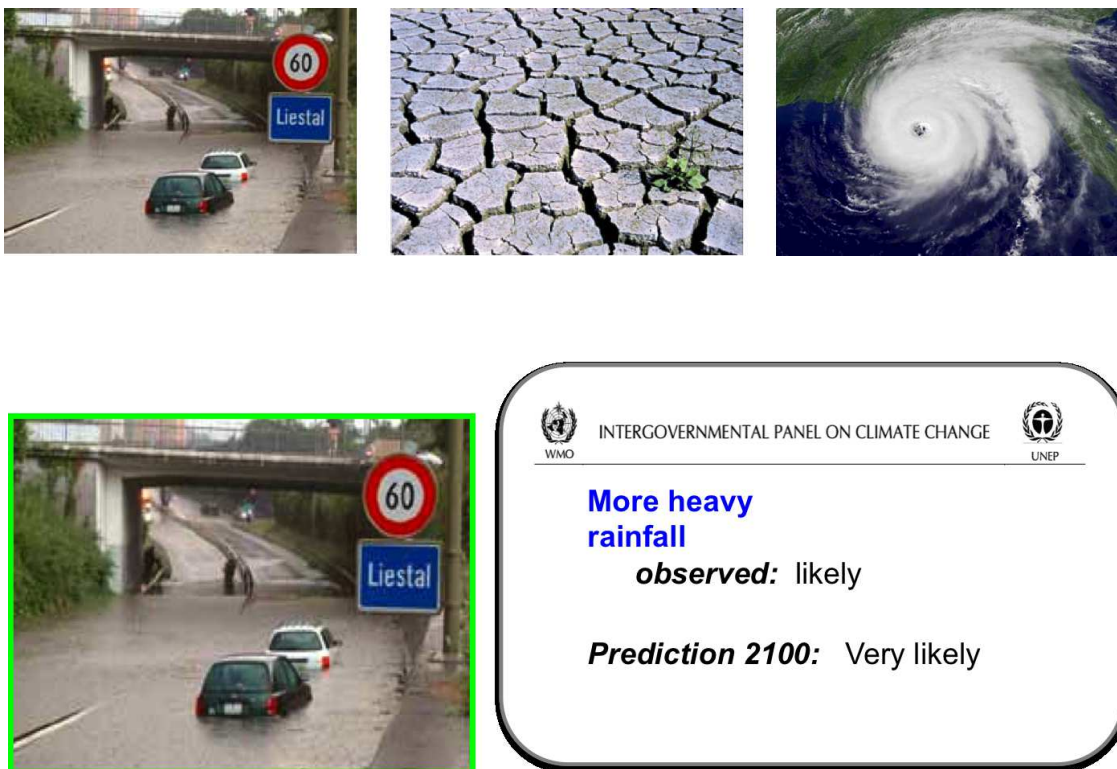 60
Liestal
60
Liestal
WMO
INTERGOVERNMENTAL PANEL ON CLIMATE CHANGE
UNEP
More heavy
rainfall
observed: likely
Prediction 2100: Very likely